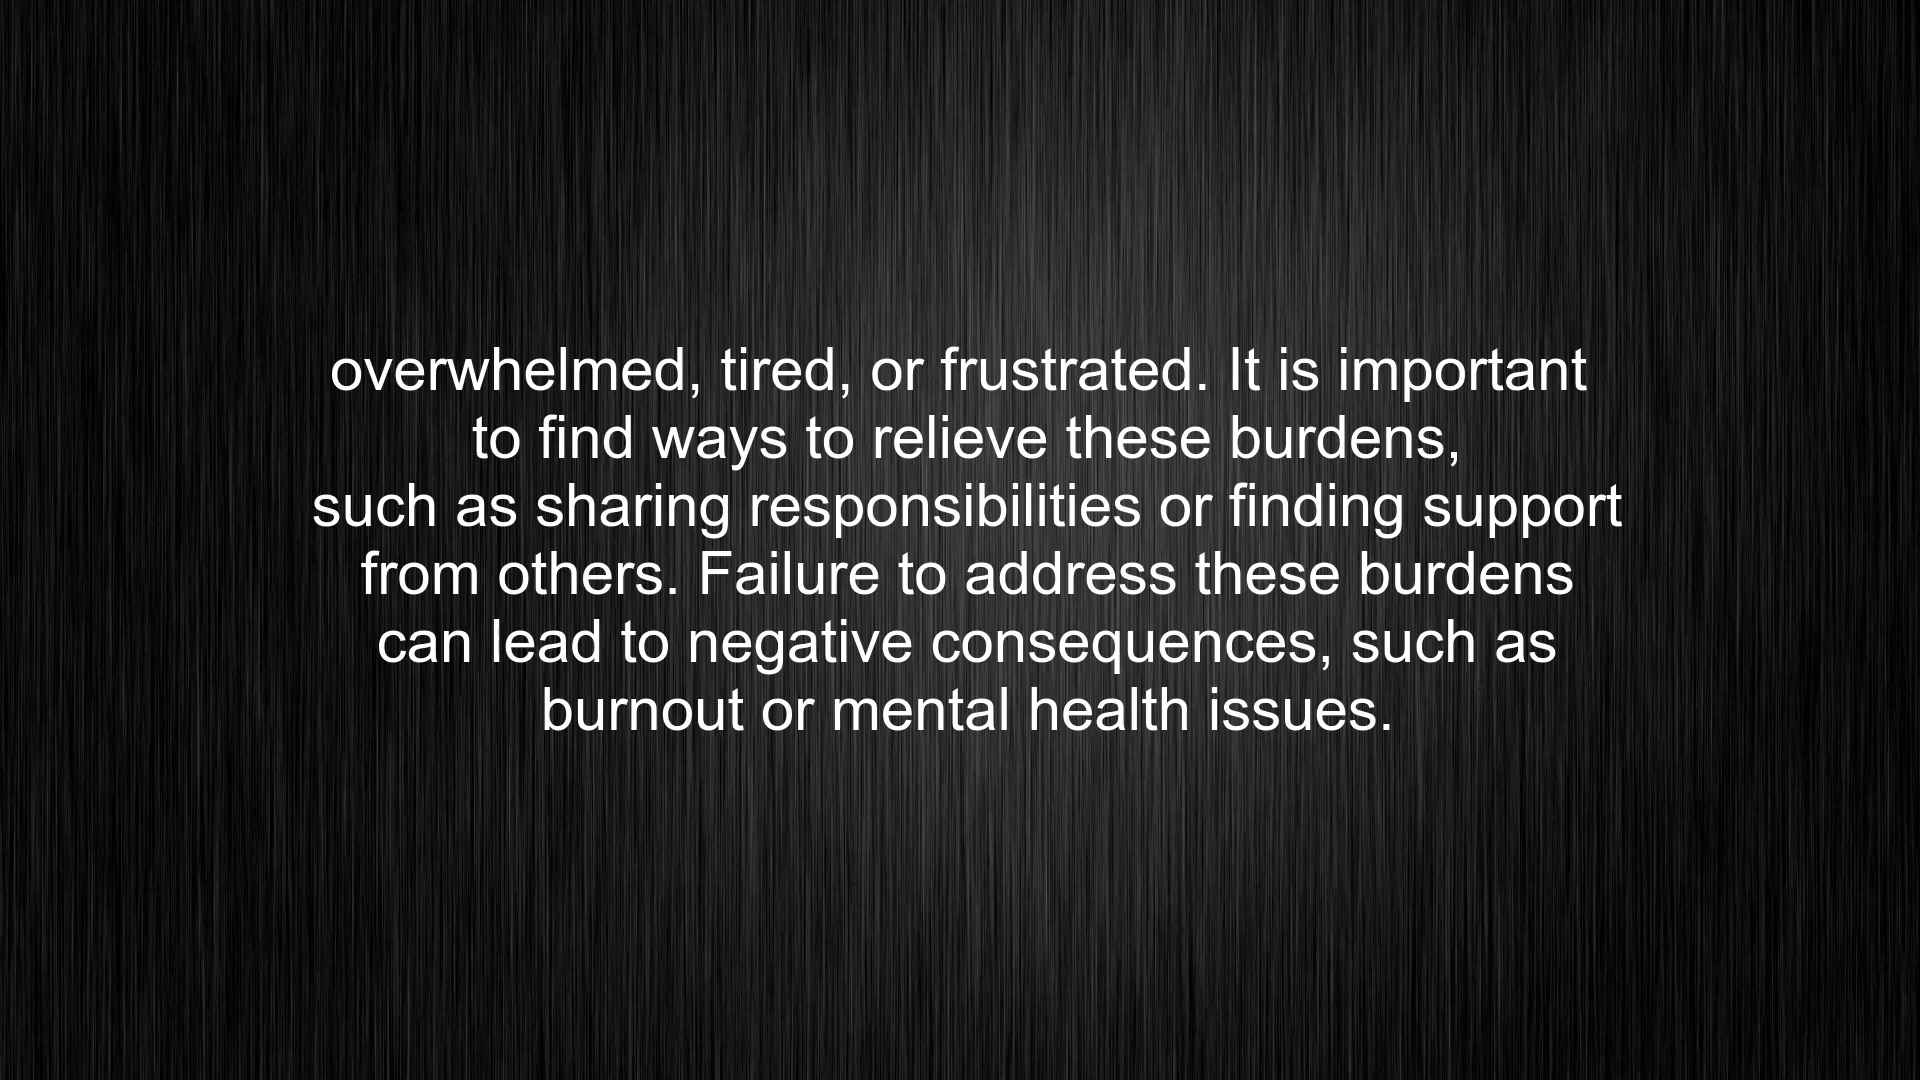 overwhelmed, tired, or frustrated. It is important
to find ways to relieve these burdens,
such as sharing responsibilities or finding support
from others. Failure to address these burdens
can lead to negative consequences, such as
burnout or mental health issues.